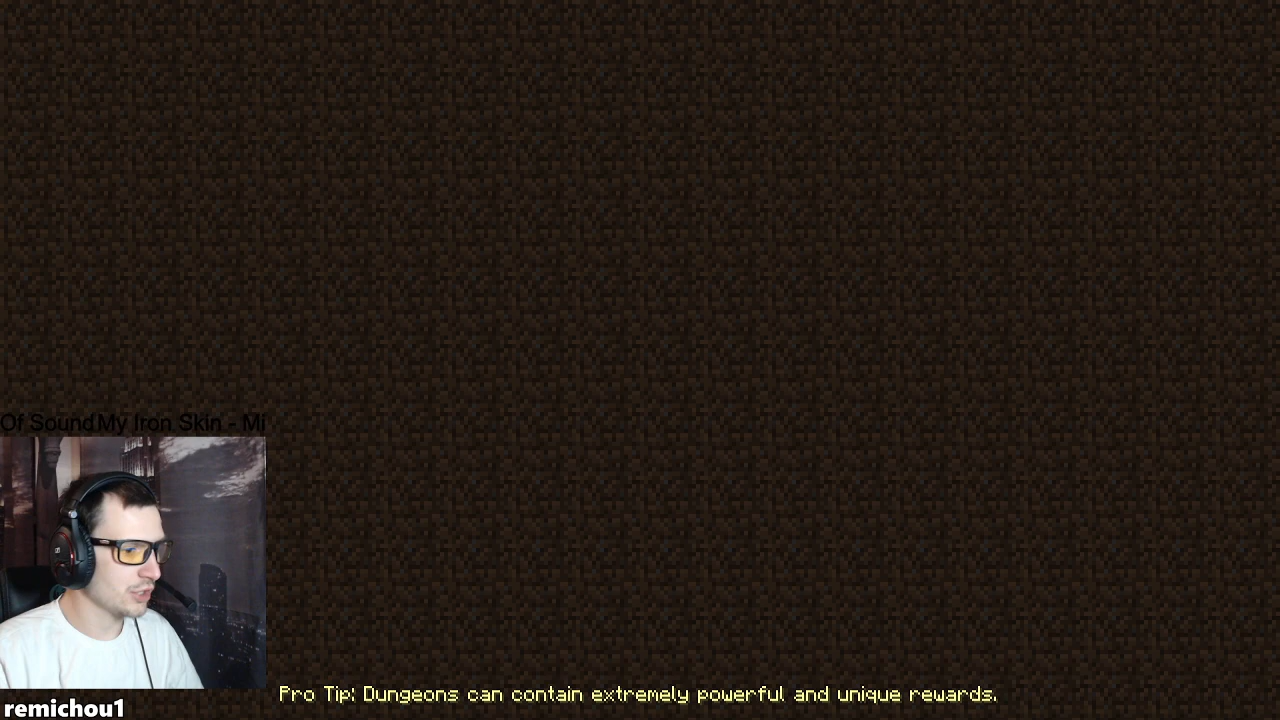 Of SoundMy Iron Skin - Mi
Pro Tip: Dungeons can contain extremely powerful and unique rewards.
remichou1